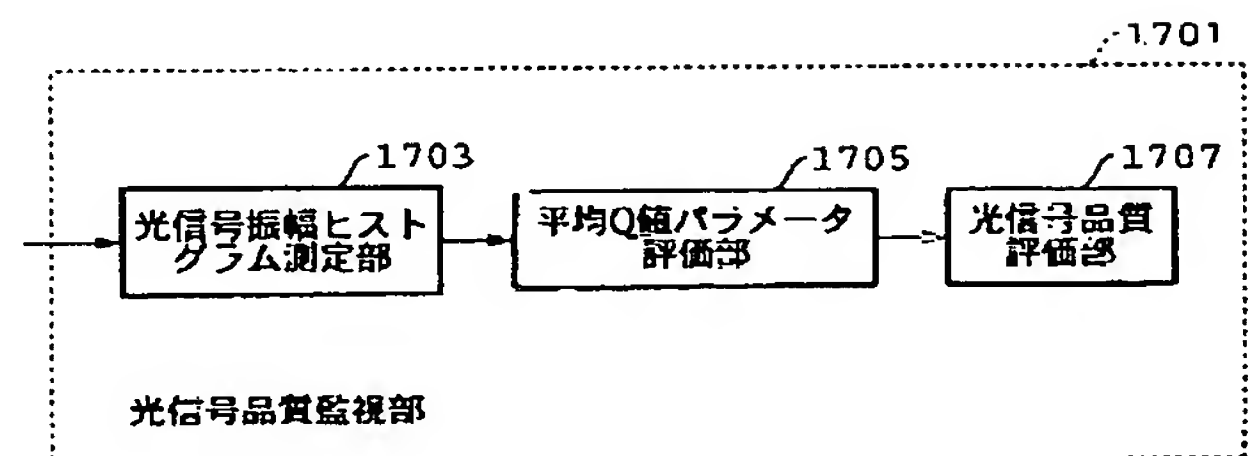 1701
1703
1705
1707
光信号振幅ヒスト
グラム測定部
平均Q値パラメータ
評価部
光信号品質
評価部
光信号品質監視部